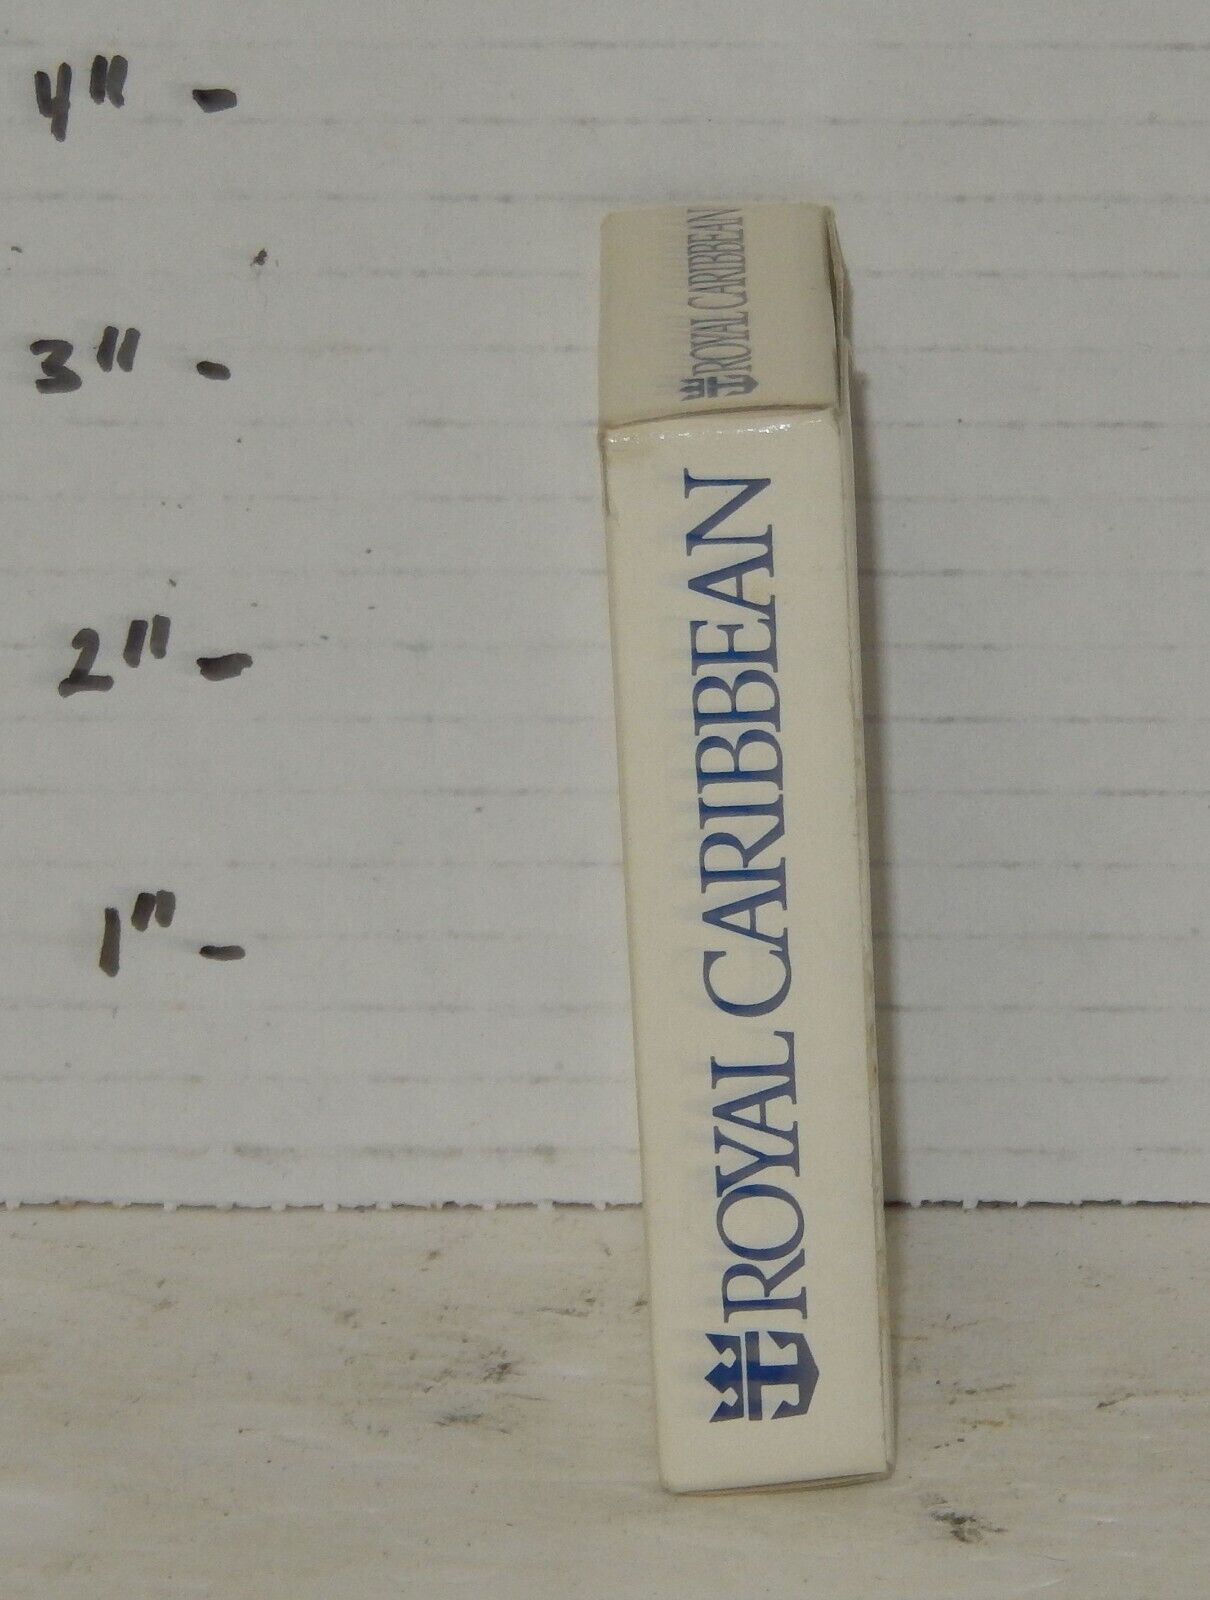 4" -
3" -
2" -
1" -
ROYAL CARIBBEAN
ROYAL CARIBBEAN